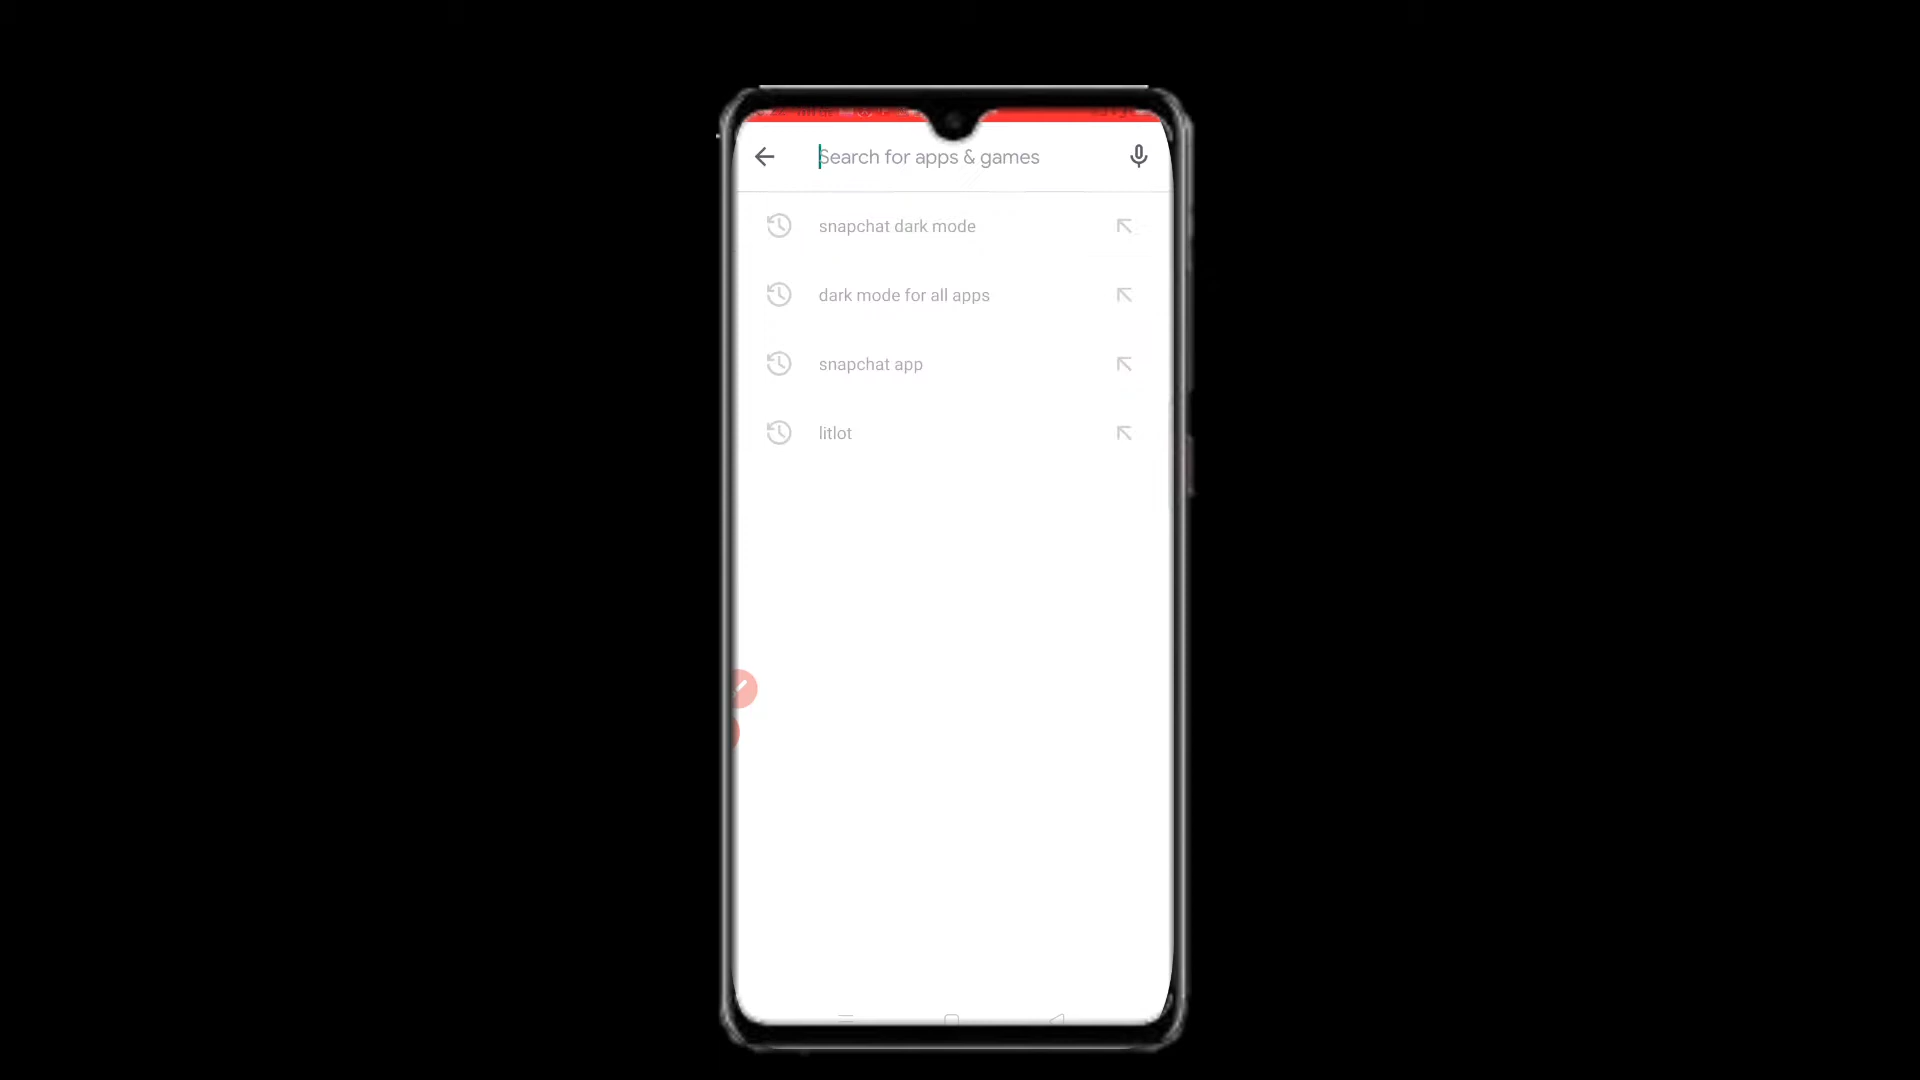 Search for apps & games
snapchat dark mode
dark mode for all apps
snapchat app
litlot